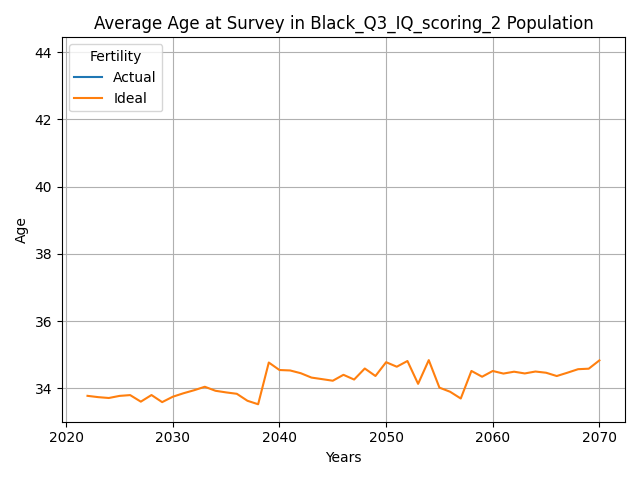 Average Age at Survey in Black_Q3_IQ_scoring_2 Population
Fertility
Actual
Ideal
44
42
40
38
36
34
Age
2020 2030 2040 2050 2060 2070
Years